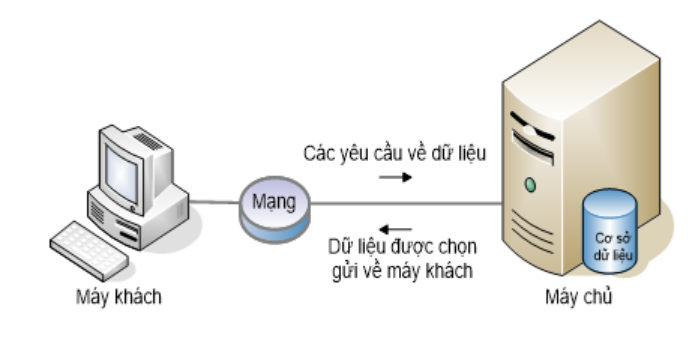 Các yêu cầu về dữ liệu
Mạng
Dữ liệu được chọn
gửi về máy khách
Cơ sở
dữ liệu
Máy khách
Máy chủ